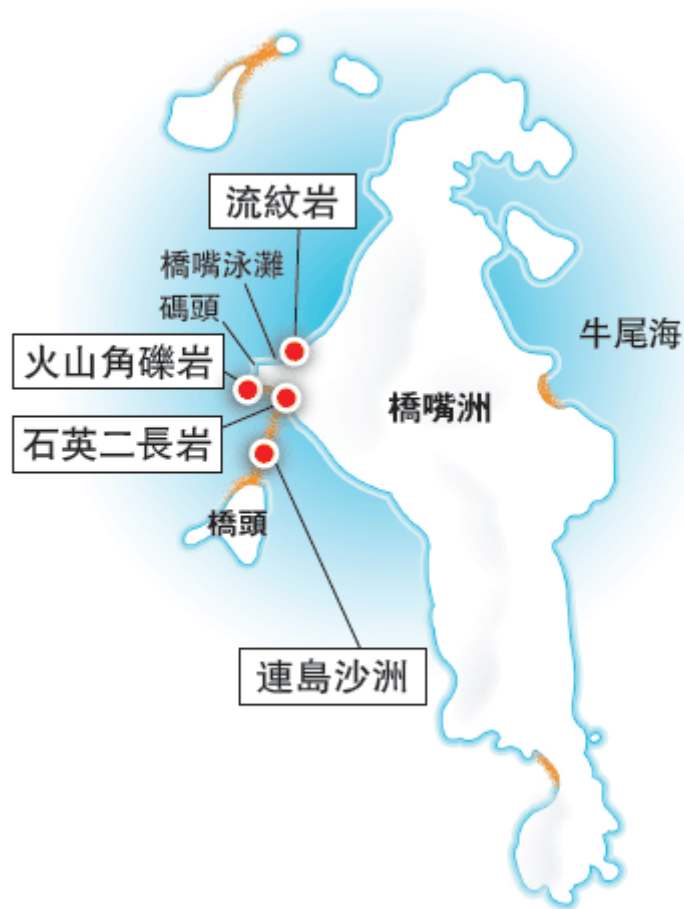 流紋岩
橋嘴泳灘
碼頭
牛尾海
火山角礫岩
橋嘴洲
石英二長岩
橋頭
連島沙洲